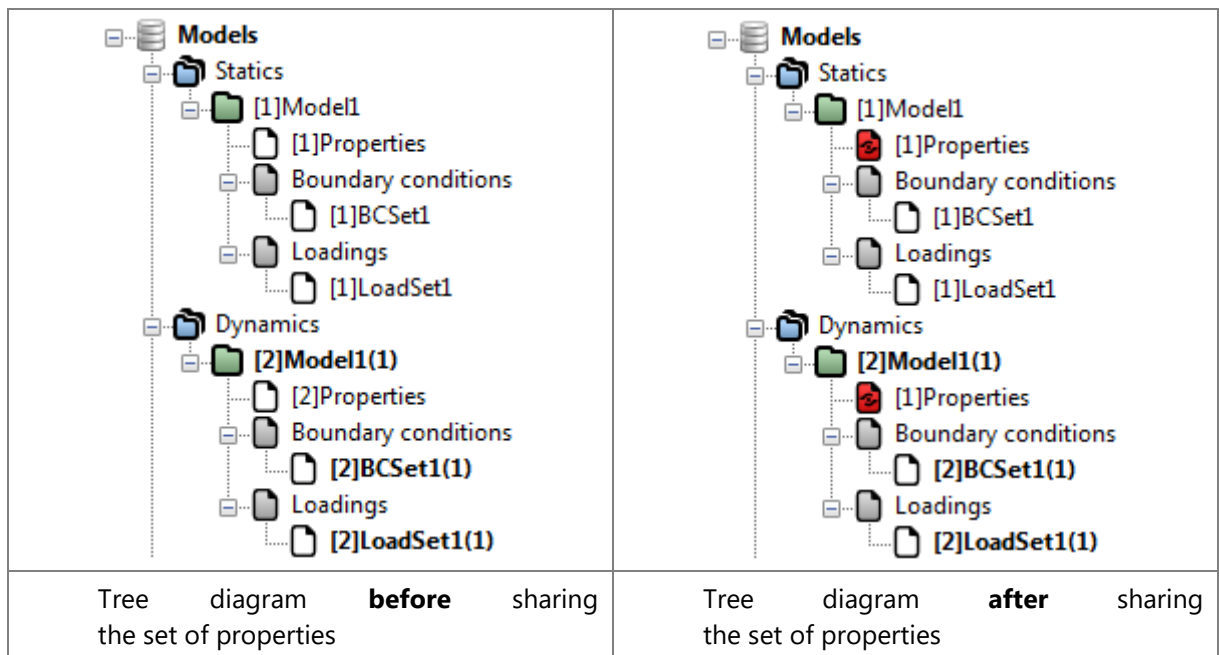 Models
Statics
[1]Model1
[1]Properties
Boundary conditions
[1]BCSet1
Loadings
[1]LoadSet1
Dynamics
[2]Model1(1)
[2]Properties
Boundary conditions
[2]BCSet1(1)
Loadings
[2]LoadSet1(1)
Tree diagram before sharing
the set of properties
Models
Statics
[1]Model1
[1]Properties
Boundary conditions
[1]BCSet1
Loadings
[1]LoadSet1
Dynamics
[2]Model1(1)
[1]Properties
Boundary conditions
[2]BCSet1(1)
Loadings
[2]LoadSet1(1)
Tree diagram after sharing
the set of properties